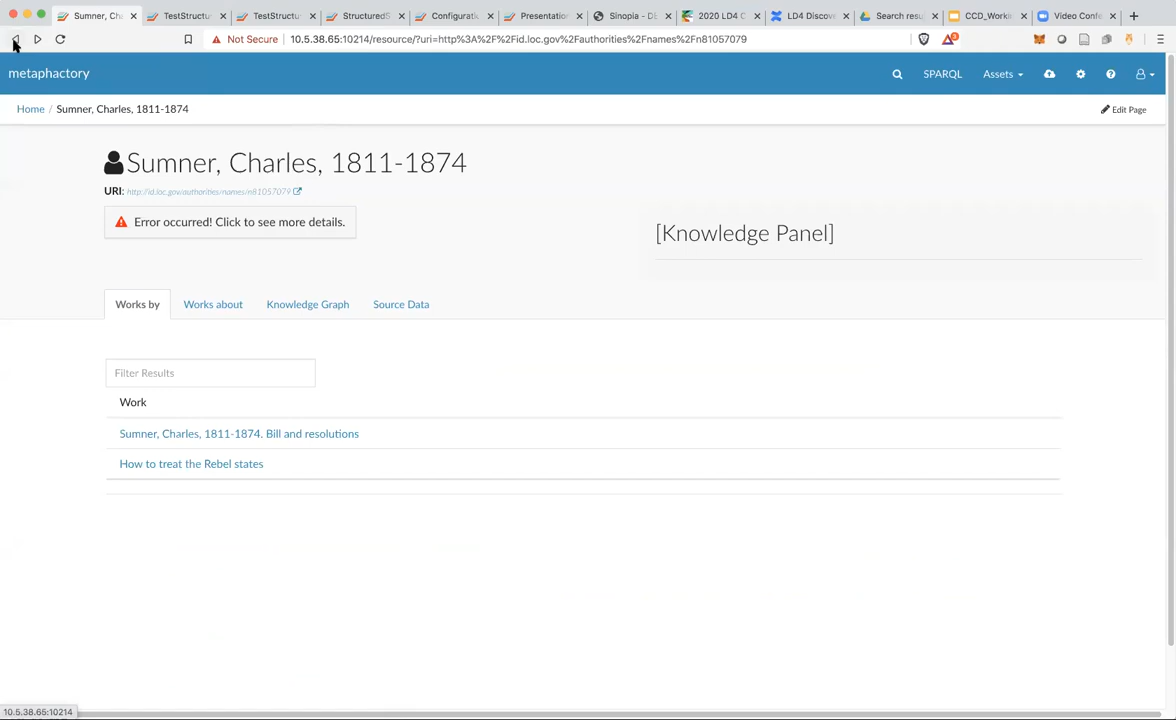 Sumner, Cha
TestStructu
TestStructu
StructuredS
Configurati
Presentation
Sinopia - DE
2020 LD4 C
LD4 Discov
Search resu
CCD_Workin
Video Confe
Not Secure
10.5.38.65:10214/resource/?uri=http%3A%2F%2Fid.loc.gov%2Fauthorities%2Fnames%2Fn81057079
metaphactory
SPARQL
Assets
Home / Sumner, Charles, 1811-1874
Edit Page
Sumner, Charles, 1811-1874
URI: http://id.loc.gov/authorities/names/n81057079
Error occurred! Click to see more details.
[Knowledge Panel]
Works by
Works about
Knowledge Graph
Source Data
Filter Results
Work
Sumner, Charles, 1811-1874. Bill and resolutions
How to treat the Rebel states
10.5.38.65:10214